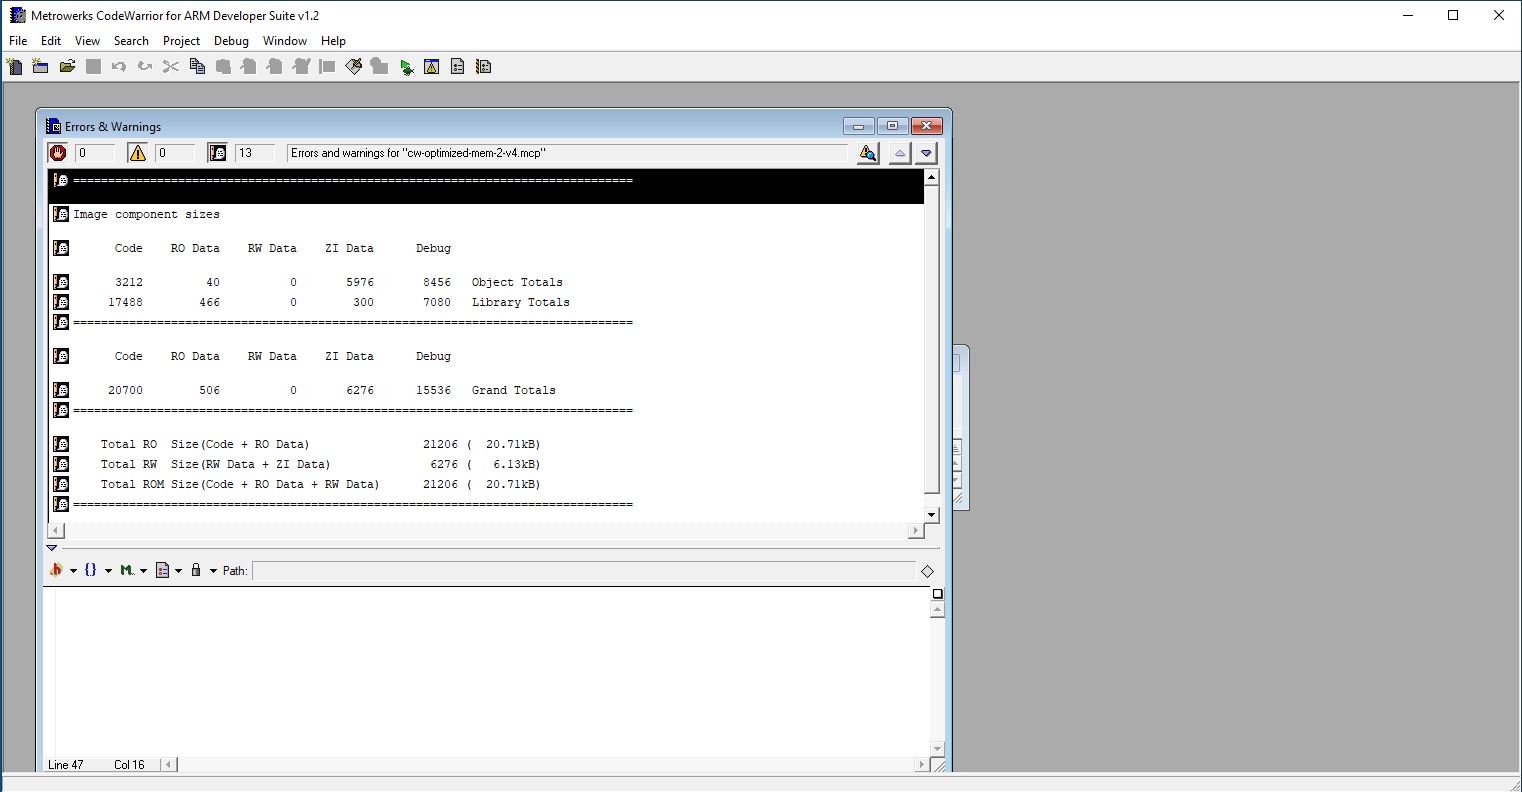 Metrowerks CodeWarrior for ARM Developer Suite v1.2
File Edit View Search Project Debug Window Help
Errors & Warnings
0 0 13 Errors and warnings for "cw-optimized-mem-2-v4.mcp"
================================================================================
Image component sizes
Code RO Data RW Data ZI Data Debug
3212 40 0 5976 8456 Object Totals
17488 466 0 300 7080 Library Totals
================================================================================
Code RO Data RW Data ZI Data Debug
20700 506 0 6276 15536 Grand Totals
================================================================================
Total RO Size(Code + RO Data) 21206 ( 20.71kB)
Total RW Size(RW Data + ZI Data) 6276 ( 6.13kB)
Total ROM Size(Code + RO Data + RW Data) 21206 ( 20.71kB)
================================================================================
Path:
Line 47 Col 16